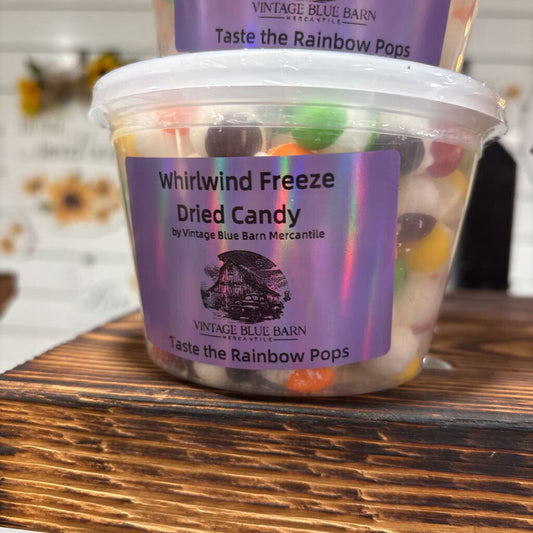 VINTAGE BLUE BARN
MERCANTILE
Taste the Rainbow Pops
Whirlwind Freeze
Dried Candy
by Vintage Blue Barn Mercantile
VINTAGE BLUE BARN
MERCANTILE
Taste the Rainbow Pops